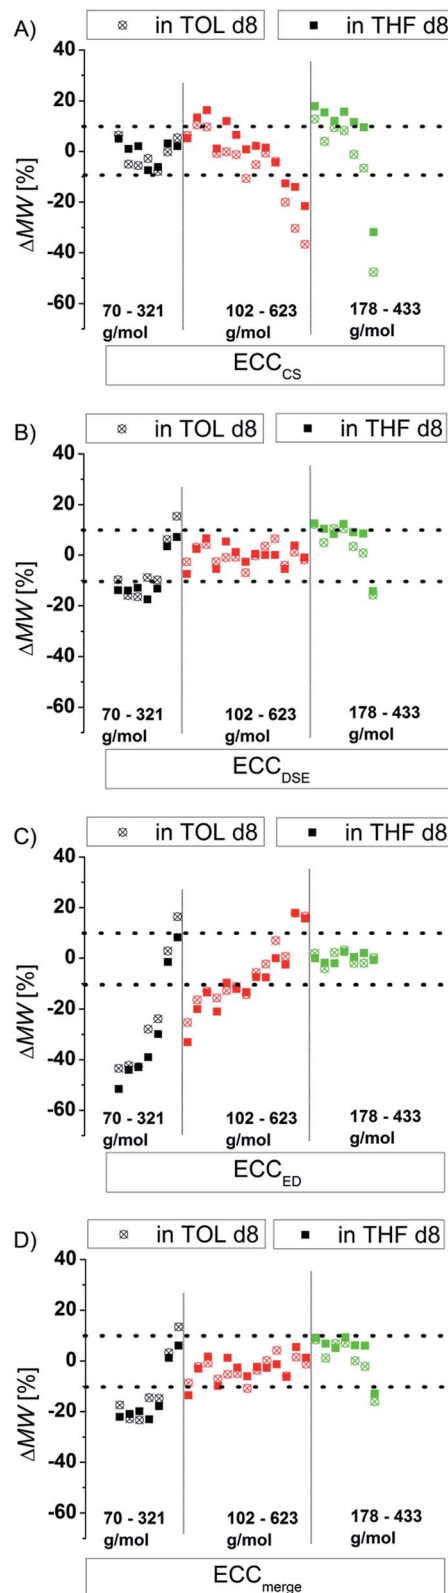 A)
in TOL d8
in THF d8
ΔMW [%]
40
20
0
-20
-40
-60
70 - 321
g/mol
102 - 623
g/mol
178 - 433
g/mol
ECC_CS
B)
in TOL d8
in THF d8
ΔMW [%]
40
20
0
-20
-40
-60
70 - 321
g/mol
102 - 623
g/mol
178 - 433
g/mol
ECC_DSE
C)
in TOL d8
in THF d8
ΔMW [%]
40
20
0
-20
-40
-60
70 - 321
g/mol
102 - 623
g/mol
178 - 433
g/mol
ECC_ED
D)
in TOL d8
in THF d8
ΔMW [%]
40
20
0
-20
-40
-60
70 - 321
g/mol
102 - 623
g/mol
178 - 433
g/mol
ECC_merge